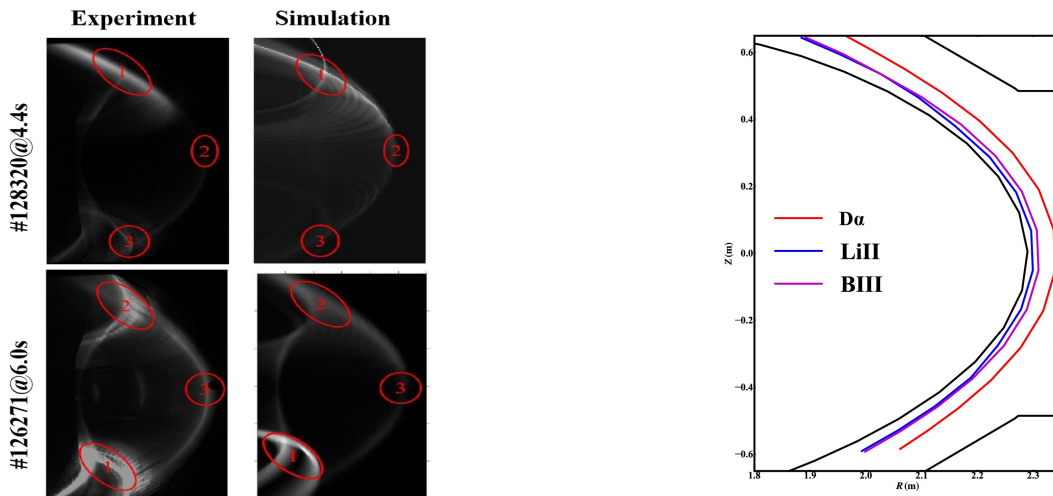 Experiment
Simulation
#128320@4.4s
1
2
3
1
2
3
#126271@6.0s
2
3
1
2
3
1
Z (m)
0.6
0.4
0.2
0.0
−0.2
−0.4
−0.6
Dα
LiII
BIII
1.8
1.9
2.0
2.1
2.2
2.3
R (m)